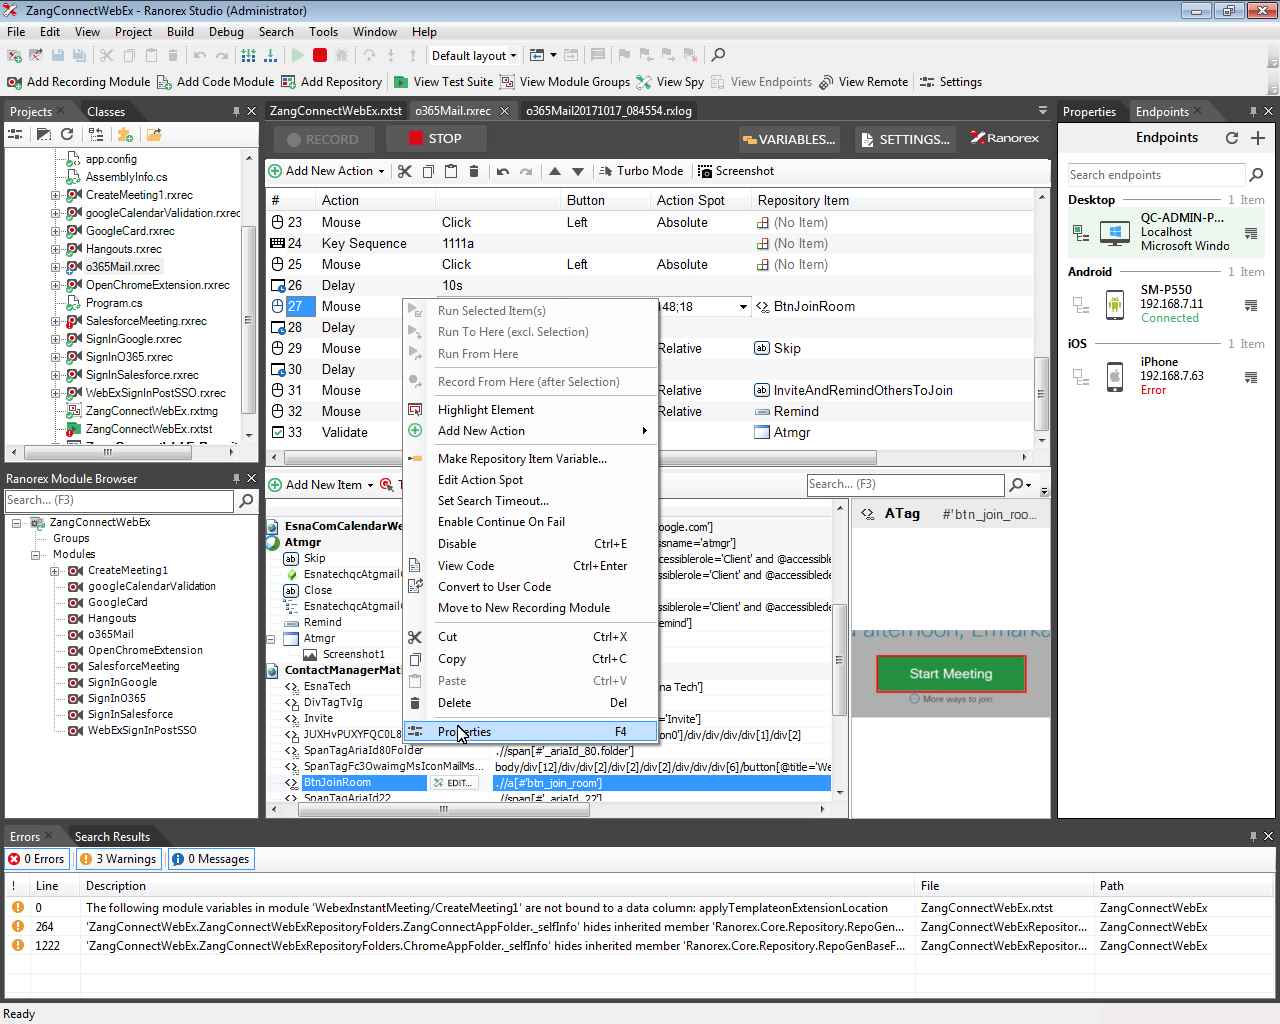 ZangConnectWebEx - Ranorex Studio (Administrator)
File Edit View Project Build Debug Search Tools Window Help
Default layout
Add Recording Module Add Code Module Add Repository View Test Suite View Module Groups View Spy View Endpoints View Remote Settings
Projects Classes
app.config
AssemblyInfo.cs
CreateMeeting1.rxrec
googleCalendarValidation.rxrec
GoogleCard.rxrec
Hangouts.rxrec
o365Mail.rxrec
OpenChromeExtension.rxrec
Program.cs
SalesforceMeeting.rxrec
SignInGoogle.rxrec
SignInO365.rxrec
SignInSalesforce.rxrec
WebExSignInPostSSO.rxrec
ZangConnectWebEx.rxtmg
ZangConnectWebEx.rxtst
Ranorex Module Browser
Search... (F3)
ZangConnectWebEx
Groups
Modules
CreateMeeting1
googleCalendarValidation
GoogleCard
Hangouts
o365Mail
OpenChromeExtension
SalesforceMeeting
SignInGoogle
SignInO365
SignInSalesforce
WebExSignInPostSSO
ZangConnectWebEx.rxtst o365Mail.rxrec o365Mail20171017_084554.rxlog
RECORD STOP VARIABLES... SETTINGS... Ranorex
Add New Action Turbo Mode Screenshot
# Action Button Action Spot Repository Item
23 Mouse Click Left Absolute (No Item)
24 Key Sequence 1111a (No Item)
25 Mouse Click Left Absolute (No Item)
26 Delay 10s
27 Mouse 148;18 BtnJoinRoom
28 Delay
29 Mouse Relative Skip
30 Delay
31 Mouse Relative InviteAndRemindOthersToJoin
32 Mouse Relative Remind
33 Validate Atmgr
Run Selected Item(s)
Run To Here (excl. Selection)
Run From Here
Record From Here (after Selection)
Highlight Element
Add New Action
Make Repository Item Variable...
Edit Action Spot
Set Search Timeout...
Enable Continue On Fail
Disable Ctrl+E
View Code Ctrl+Enter
Convert to User Code
Move to New Recording Module
Cut Ctrl+X
Copy Ctrl+C
Paste Ctrl+V
Delete Del
Properties F4
Add New Item T Search... (F3)
EsnaComCalendarWe oogle.com']
Atmgr ssname='atmgr']
Skip ccessiblerole='Client' and @accessiblede
EsnatechqcAtgmail ccessiblerole='Client' and @accessiblede
Close
EsnatechqcAtgmail ssiblerole='Client' and @accessiblede
Remind emind']
Atmgr
Screenshot1
ContactManagerMat
EsnaTech na Tech']
DivTagTvIg
Invite ='Invite']
JUXHvPUXYFQC0L8 on0']/div/div/div[1]/div[2]
SpanTagAriaId80Folder .//span[#'_ariaId_80.folder']
SpanTagFc3OwaimgMsIconMailMs... body/div[12]/div/div[2]/div[2]/div[2]/div/div/div[6]/button[@title='We
BtnJoinRoom EDIT... .//a[#'btn_join_room']
SpanTagAriaId22 .//span[#'_ariaId_22']
ATag #'btn_join_roo...
afternoon,
Start Meeting
More ways to join
Properties Endpoints
Endpoints
Search endpoints
Desktop 1 Item
QC-ADMIN-P...
Localhost
Microsoft Windo
Android 1 Item
SM-P550
192.168.7.11
Connected
iOS 1 Item
iPhone
192.168.7.63
Error
Errors Search Results
0 Errors 3 Warnings 0 Messages
! Line Description File Path
0 The following module variables in module 'WebexInstantMeeting/CreateMeeting1' are not bound to a data column: applyTemplateonExtensionLocation ZangConnectWebEx.rxtst ZangConnectWebEx
264 'ZangConnectWebEx.ZangConnectWebExRepositoryFolders.ZangConnectAppFolder._selfInfo' hides inherited member 'Ranorex.Core.Repository.RepoGen... ZangConnectWebExRepositor... ZangConnectWebEx
1222 'ZangConnectWebEx.ZangConnectWebExRepositoryFolders.ChromeAppFolder._selfInfo' hides inherited member 'Ranorex.Core.Repository.RepoGenBaseF... ZangConnectWebExRepositor... ZangConnectWebEx
Ready